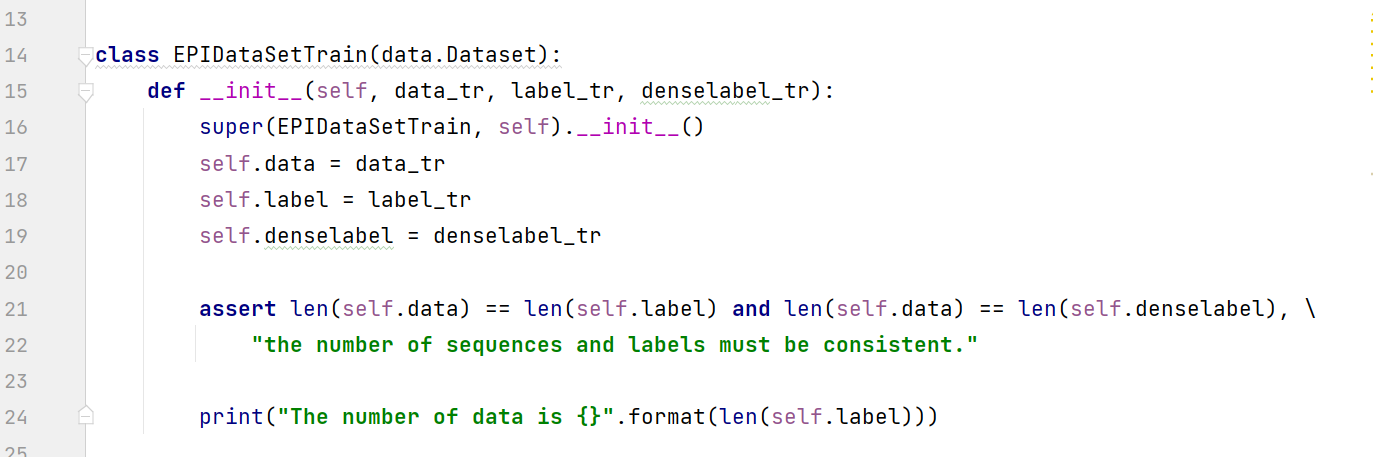 13
14 class EPIDataSetTrain(data.Dataset):
15 def __init__(self, data_tr, label_tr, denselabel_tr):
16 super(EPIDataSetTrain, self).__init__()
17 self.data = data_tr
18 self.label = label_tr
19 self.denselabel = denselabel_tr
20
21 assert len(self.data) == len(self.label) and len(self.data) == len(self.denselabel), \
22 "the number of sequences and labels must be consistent."
23
24 print("The number of data is {}".format(len(self.label)))
25